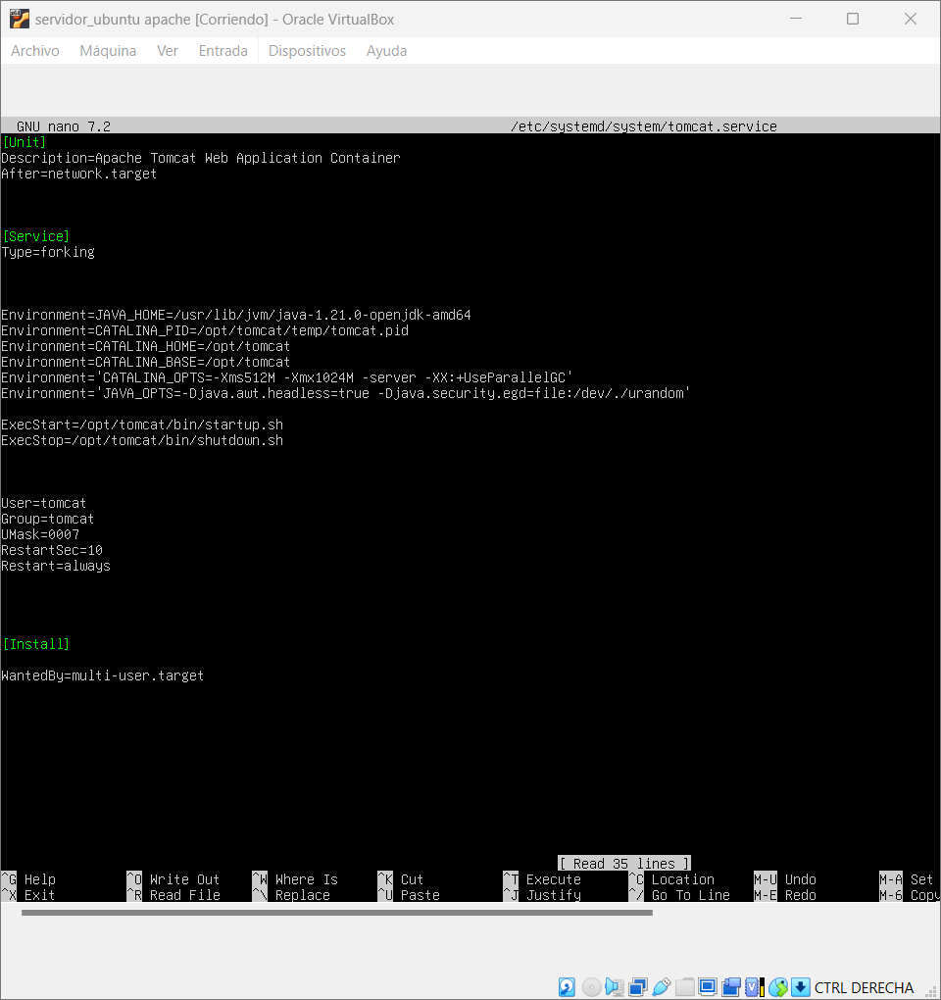 servidor_ubuntu apache [Corriendo] - Oracle VirtualBox
Archivo Máquina Ver Entrada Dispositivos Ayuda
GNU nano 7.2 /etc/systemd/system/tomcat.service
[Unit]
Description=Apache Tomcat Web Application Container
After=network.target
[Service]
Type=forking
Environment=JAVA_HOME=/usr/lib/jvm/java-1.21.0-openjdk-amd64
Environment=CATALINA_PID=/opt/tomcat/temp/tomcat.pid
Environment=CATALINA_HOME=/opt/tomcat
Environment=CATALINA_BASE=/opt/tomcat
Environment='CATALINA_OPTS=-Xms512M -Xmx1024M -server -XX:+UseParallelGC'
Environment='JAVA_OPTS=-Djava.awt.headless=true -Djava.security.egd=file:/dev/./urandom'
ExecStart=/opt/tomcat/bin/startup.sh
ExecStop=/opt/tomcat/bin/shutdown.sh
User=tomcat
Group=tomcat
UMask=0007
RestartSec=10
Restart=always
[Install]
WantedBy=multi-user.target
[ Read 35 lines ]
^G Help ^O Write Out ^W Where Is ^K Cut ^T Execute ^C Location M-U Undo M-A Set
^X Exit ^R Read File ^\ Replace ^U Paste ^J Justify ^/ Go To Line M-E Redo M-6 Copy
CTRL DERECHA